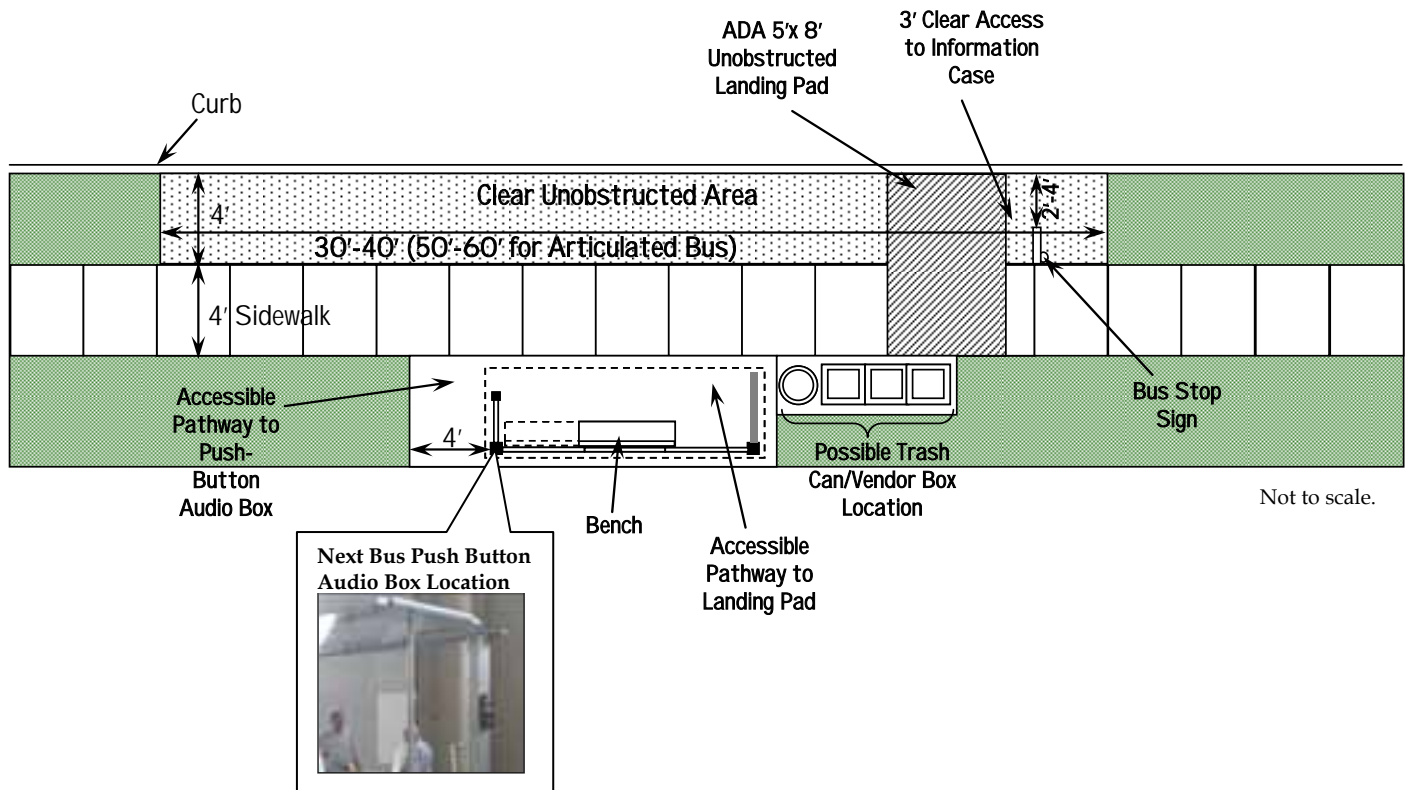 ADA 5'x 8'
Unobstructed
Landing Pad
3' Clear Access
to Information
Case
Curb
Clear Unobstructed Area
4'
2'-4'
30'-40' (50'-60' for Articulated Bus)
4' Sidewalk
Accessible
Pathway to
Push-
Button
Audio Box
4'
Bench
Accessible
Pathway to
Landing Pad
Possible Trash
Can/Vendor Box
Location
Bus Stop
Sign
Not to scale.
Next Bus Push Button
Audio Box Location